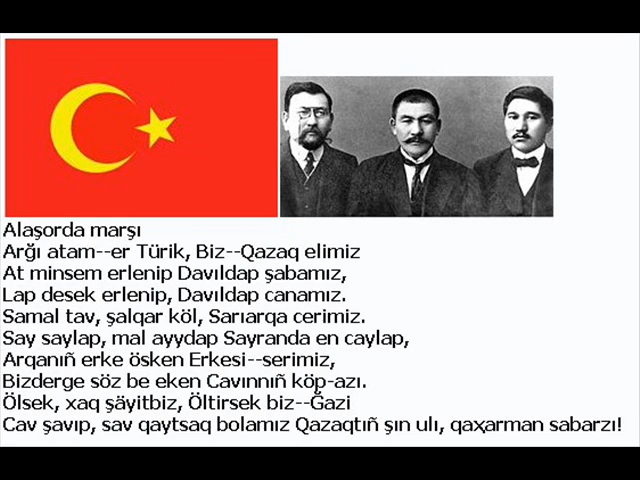 Alaşorda marşı
Arğı atam--er Türik, Biz--Qazaq elimiz
At minsem erlenip Davıldap şabamız,
Lap desek erlenip, Davıldap canamız.
Samal tav, şalqar köl, Sarıarqa cerimiz.
Say saylap, mal ayydap Sayranda en caylap,
Arqanıñ erke ösken Erkesi--serimiz,
Bizderge söz be eken Cavınnıñ köp-azı.
Ölsek, xaq şäyitbiz, Öltirsek biz--Ğazi
Cav şavıp, sav qaytsaq bolamız Qazaqtıñ şın ulı, qaҳarman sabarzı!